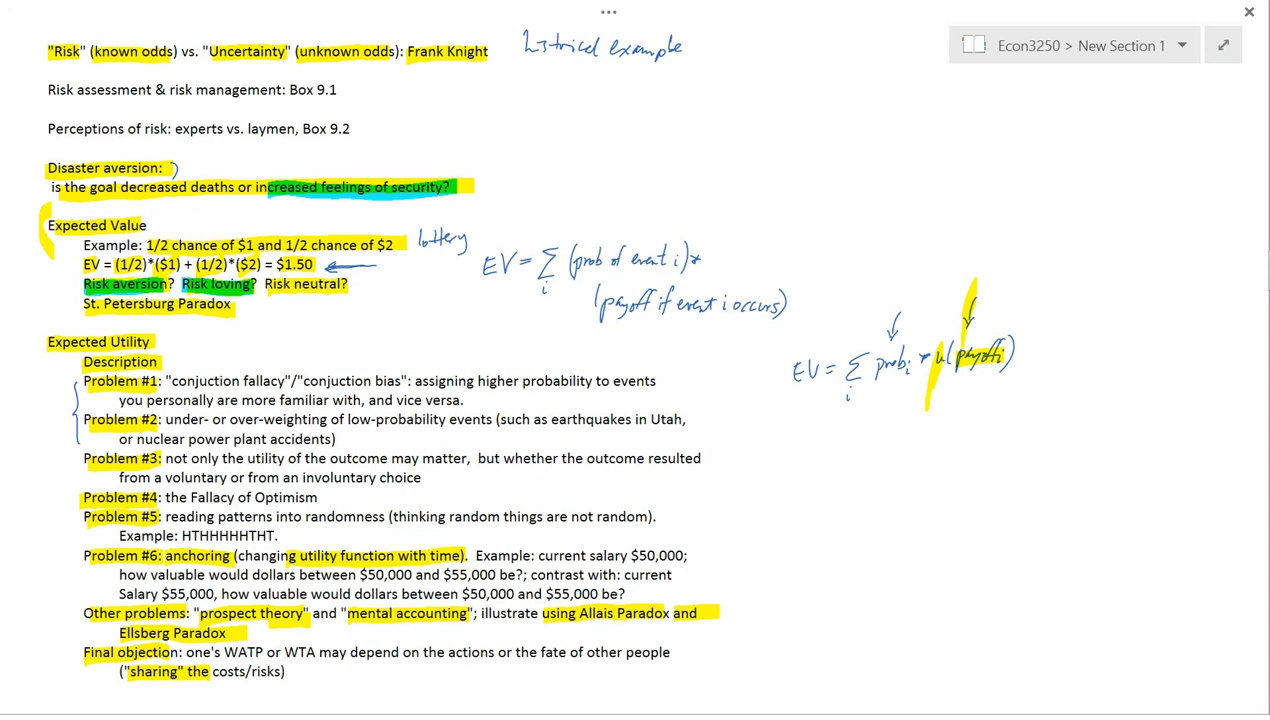 "Risk" (known odds) vs. "Uncertainty" (unknown odds): Frank Knight
historical example
Econ3250 > New Section 1
Risk assessment & risk management: Box 9.1
Perceptions of risk: experts vs. laymen, Box 9.2
Disaster aversion:
is the goal decreased deaths or increased feelings of security?
Expected Value
Example: 1/2 chance of $1 and 1/2 chance of $2
lottery
EV = (1/2)*($1) + (1/2)*($2) = $1.50
Risk aversion? Risk loving? Risk neutral?
St. Petersburg Paradox
EV = ∑i (prob of event i)*
(payoff if event i occurs)
EV = ∑i probi * u(payoffi)
Expected Utility
Description
Problem #1: "conjuction fallacy"/"conjuction bias": assigning higher probability to events
you personally are more familiar with, and vice versa.
Problem #2: under- or over-weighting of low-probability events (such as earthquakes in Utah,
or nuclear power plant accidents)
Problem #3: not only the utility of the outcome may matter, but whether the outcome resulted
from a voluntary or from an involuntary choice
Problem #4: the Fallacy of Optimism
Problem #5: reading patterns into randomness (thinking random things are not random).
Example: HTHHHHHTHT.
Problem #6: anchoring (changing utility function with time). Example: current salary $50,000;
how valuable would dollars between $50,000 and $55,000 be?; contrast with: current
Salary $55,000, how valuable would dollars between $50,000 and $55,000 be?
Other problems: "prospect theory" and "mental accounting"; illustrate using Allais Paradox and
Ellsberg Paradox
Final objection: one's WATP or WTA may depend on the actions or the fate of other people
("sharing" the costs/risks)